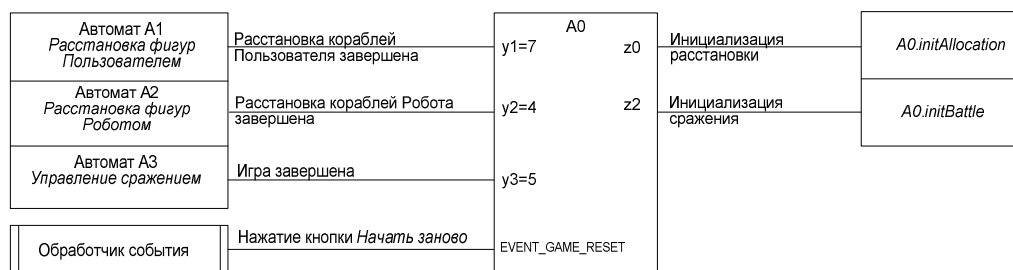 Автомат А1
Расстановка фигур
Пользователем
Расстановка кораблей
Пользователя завершена
y1=7
A0
z0
Инициализация
расстановки
A0.initAllocation
Автомат А2
Расстановка фигур
Роботом
Расстановка кораблей Робота
завершена
y2=4
z2
Инициализация
сражения
A0.initBattle
Автомат А3
Управление сражением
Игра завершена
y3=5
Обработчик события
Нажатие кнопки Начать заново
EVENT_GAME_RESET